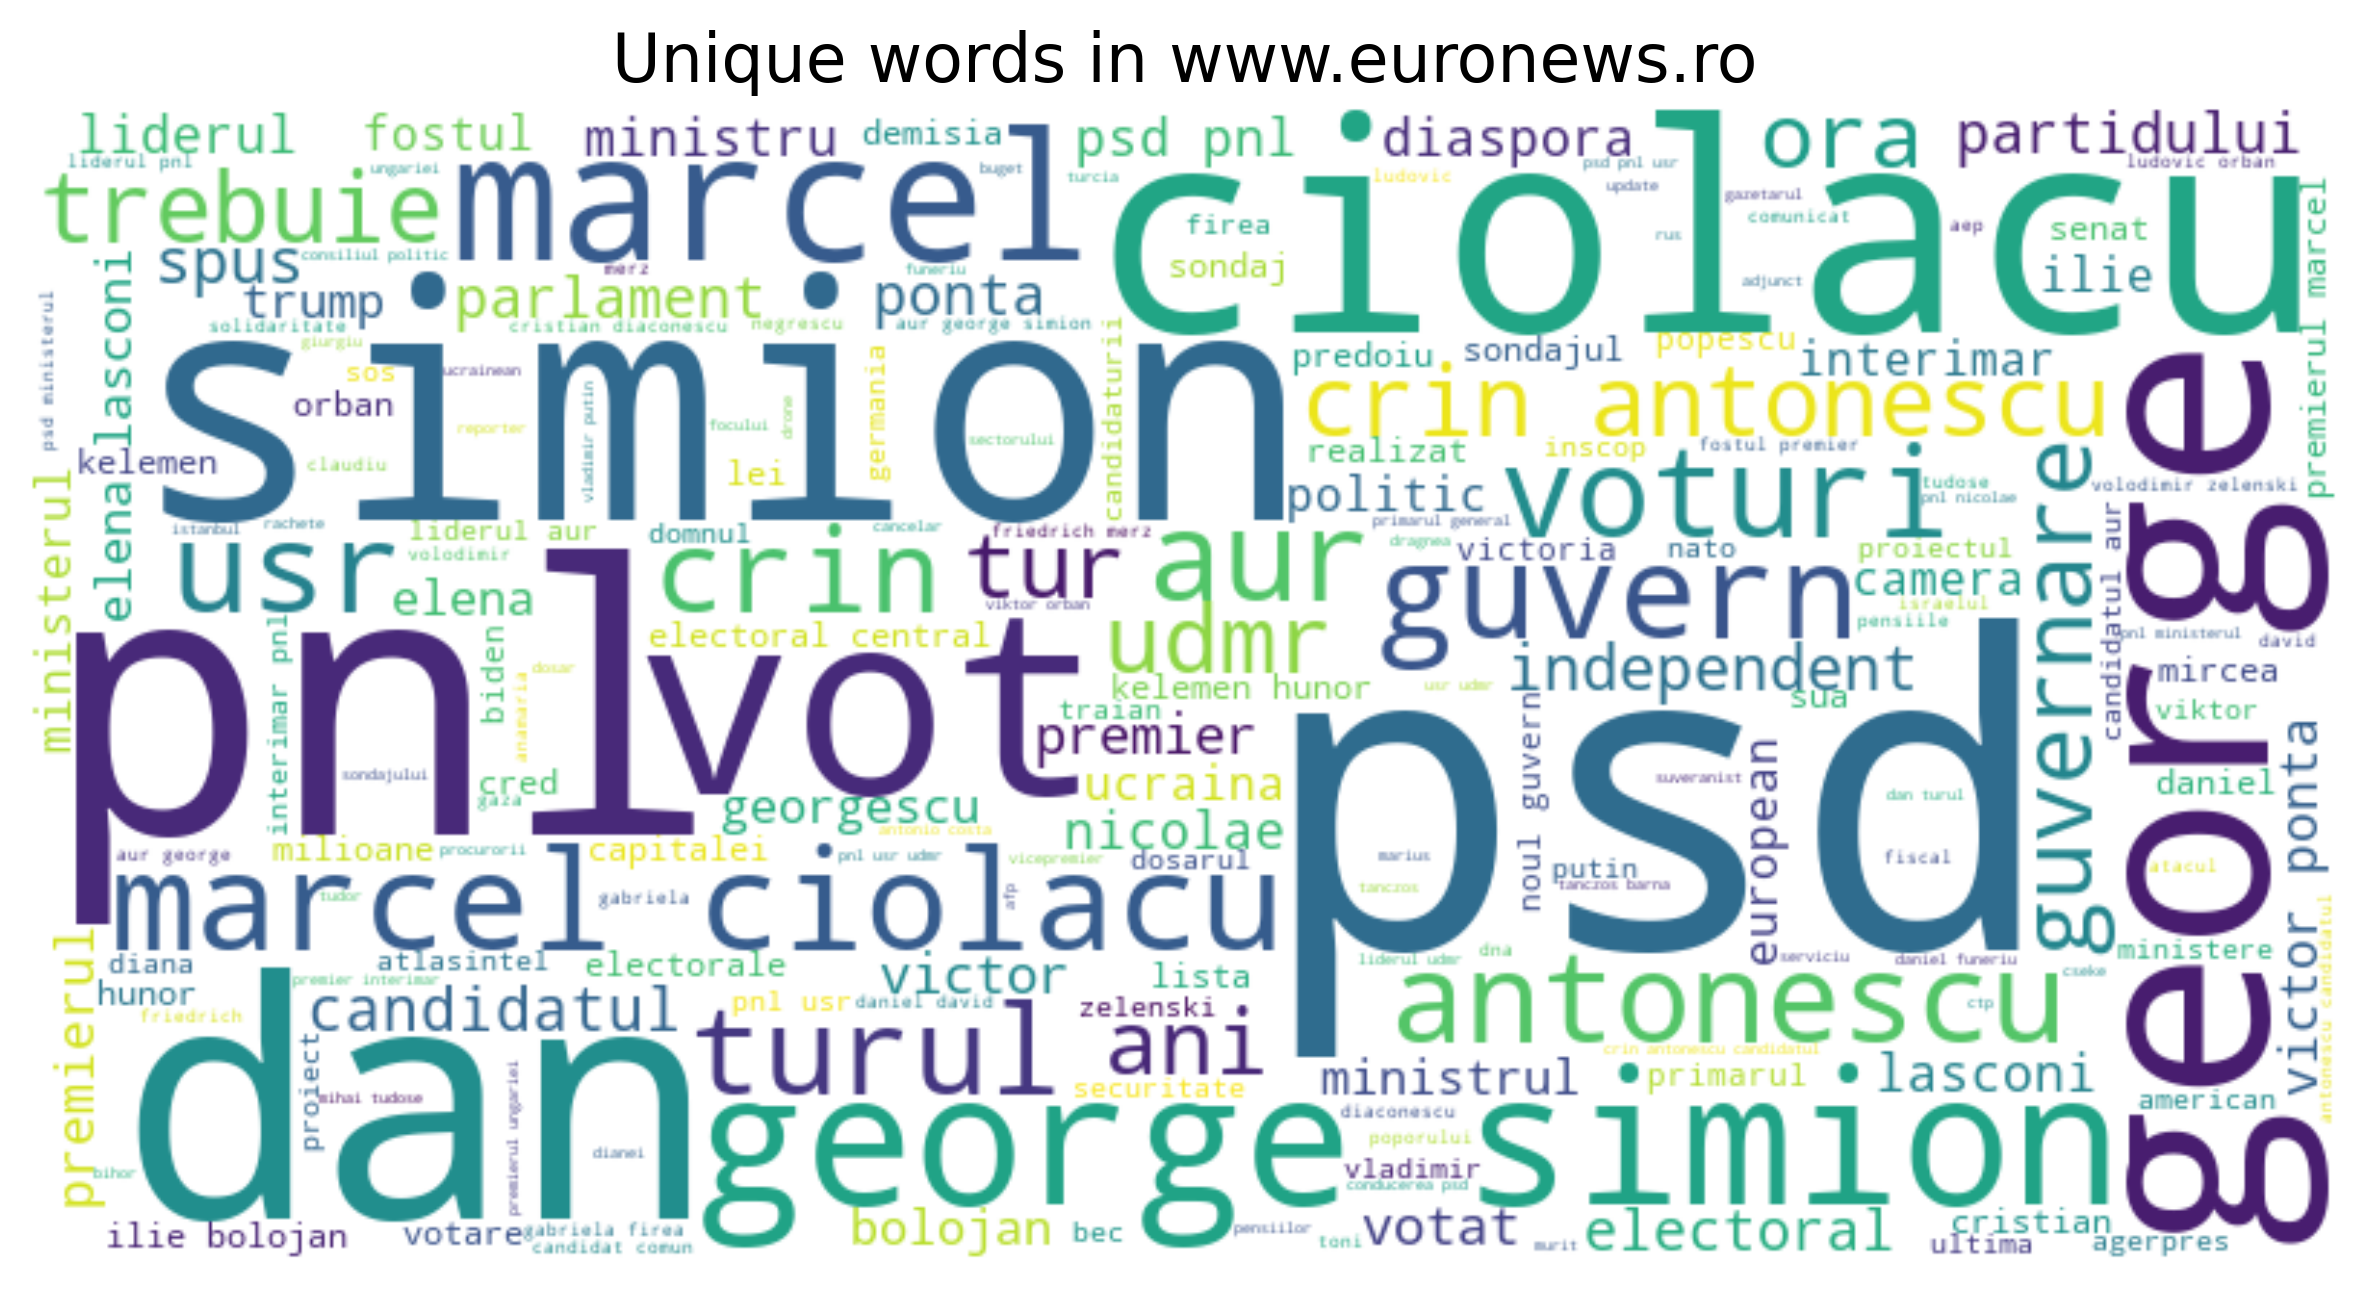 Unique words in www.euronews.ro
liderul
fostul
ministru
demisia
psd pnl
diaspora
ora
partidului
liderul pnl
ungariei
marcel
buget
turcia
ciolacu
ludovic
psd pnl usr
update
ludovic orban
trebuie
gazetarul
comunicat
firea
rus
aep
senat
premierul marcel
spus
consiliul politic
merz
funeriu
sondaj
adjunct
ilie
elena lasconi
trump
parlament
ponta
psd ministerul
solidaritate
cristian diaconescu
negrescu
aur george simion
giurgiu
simion
candidaturii
predoiu
sondajul
popescu
interimar
sos
ucrainean
germania
crin antonescu
george
orban
vladimir putin
drone
reporter
focului
sectorului
realizat
inscop
fostul premier
kelemen
claudiu
lei
politic
voturi
tudose
pnl nicolae
guvernare
volodimir zelenski
ministerul
istanbul
rachete
liderul aur
domnul
cancelar
friedrich merz
primarul general
dragnea
candidatul aur
usr
volodimir
crin
tur
aur
victoria
nato
proiectul
elena
viktor orban
guvern
camera
israelul
pensiile
pnl
interimar pnl
biden
electoral central
vot
udmr
independent
pnl ministerul
david
dosar
anamaria
kelemen hunor
usr udmr
sua
mircea
traian
premier
noul guvern
psd
viktor
sondajului
cred
gaza
ucraina
european
suveranist
dan turul
daniel
victor ponta
georgescu
nicolae
antonio costa
aur george
milioane
procurorii
capitalei
pnl usr udmr
vicepremier
dosarul
marius
putin
fiscal
atacul
marcel ciolacu
tudor
gabriela
afp
tanczos
tanczos barna
premierul
diana
atlasintel
electorale
victor
lista
liderul udmr
dna
serviciu
daniel funeriu
cseke
ministere
antonescu candidatul
hunor
premier interimar
candidatul
pnl usr
daniel david
zelenski
antonescu
ctp
friedrich
dan
turul
ani
proiect
mihai tudose
premierul ungariei
securitate
crin antonescu candidatul
ministrul
primarul
lasconi
american
george simion
diaconescu
poporului
bihor
dianei
vladimir
conducerea psd
ilie bolojan
votare
gabriela firea
candidat comun
bolojan
bec
pensiilor
toni
votat
murit
electoral
cristian
ultima
agerpres